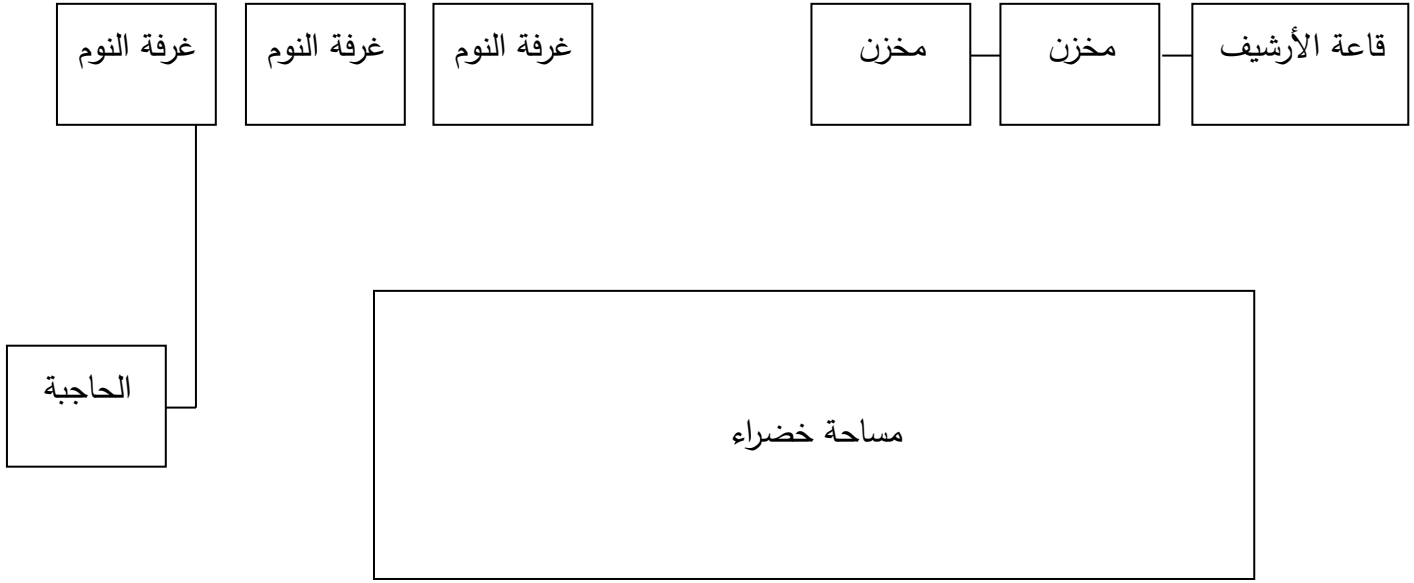 قاعة الأرشيف
مخزن
مخزن
غرفة النوم
غرفة النوم
غرفة النوم
الحاجبة
مساحة خضراء